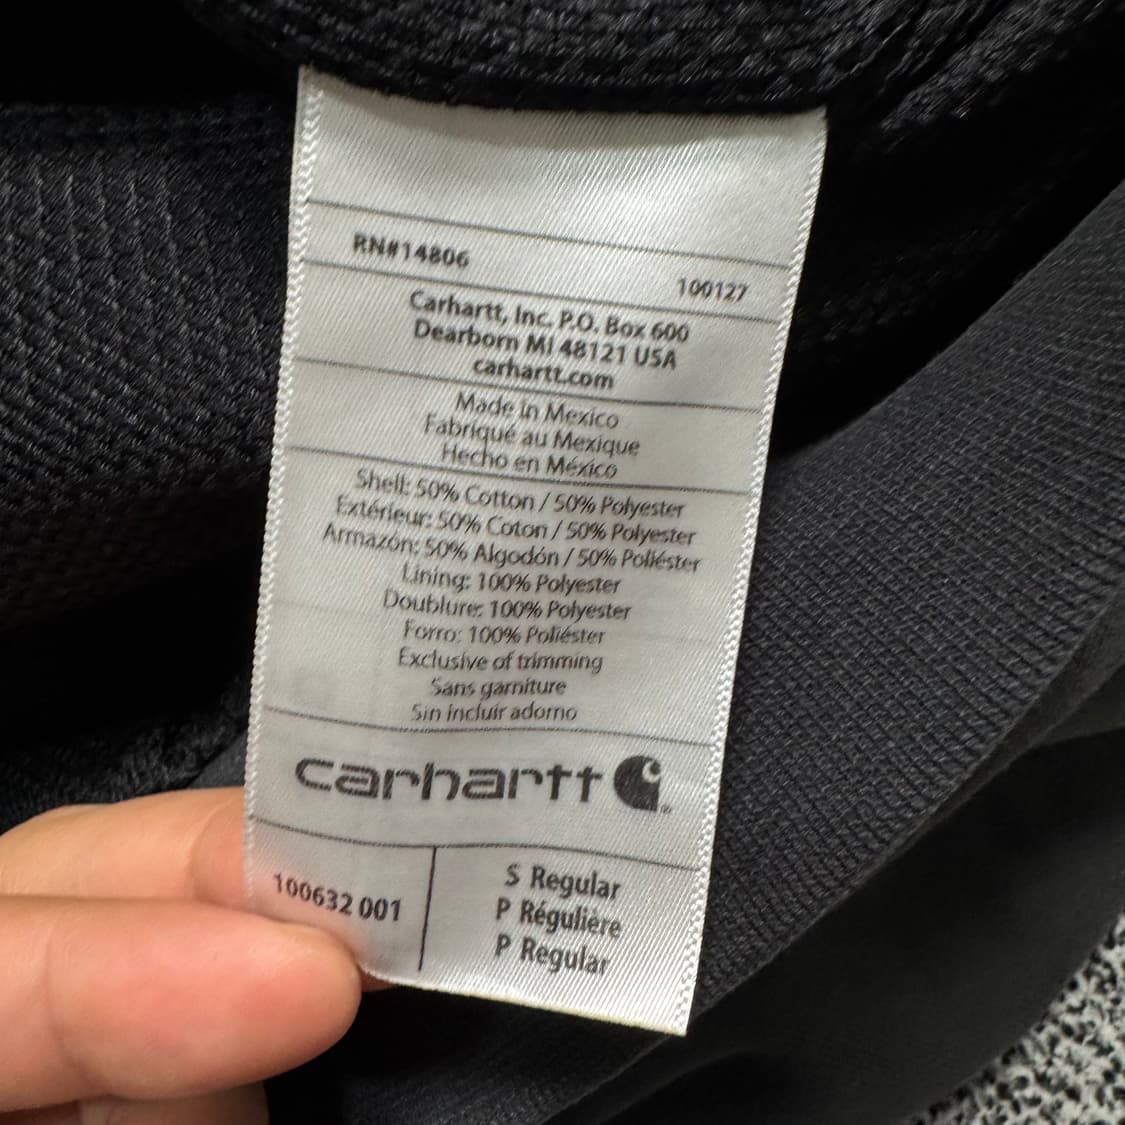 RN#14806
100127
Carhartt, Inc. P.O. Box 600
Dearborn MI 48121 USA
carhartt.com
Made in Mexico
Fabriqué au Mexique
Hecho en México
Shell: 50% Cotton / 50% Polyester
Extérieur: 50% Coton / 50% Polyester
Armazón: 50% Algodón / 50% Poliéster
Lining: 100% Polyester
Doublure: 100% Polyester
Forro: 100% Poliéster
Exclusive of trimming
Sans garniture
Sin incluir adorno
carhartt
100632 001
S Regular
P Régulière
P Regular